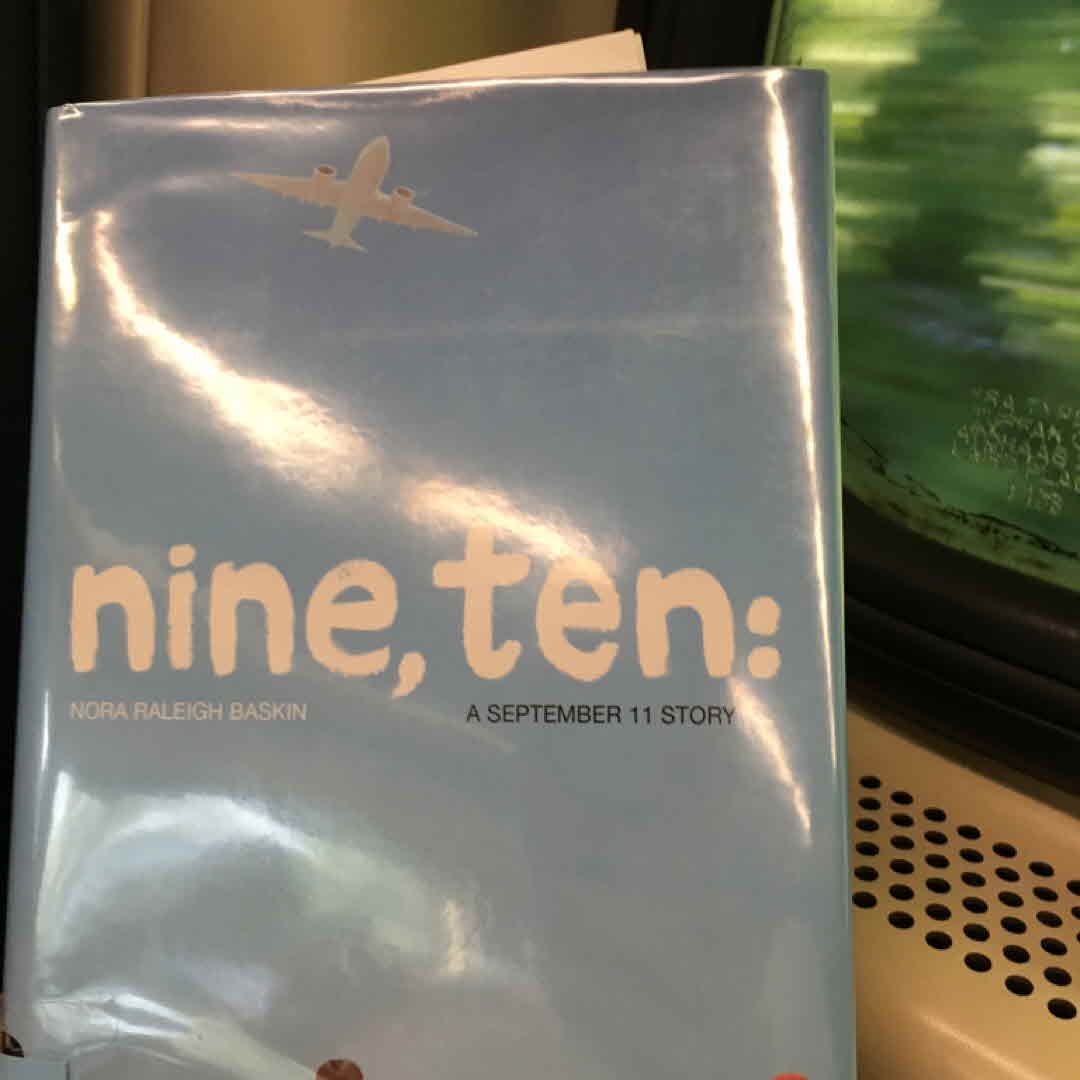 nine, ten:
NORA RALEIGH BASKIN
A SEPTEMBER 11 STORY